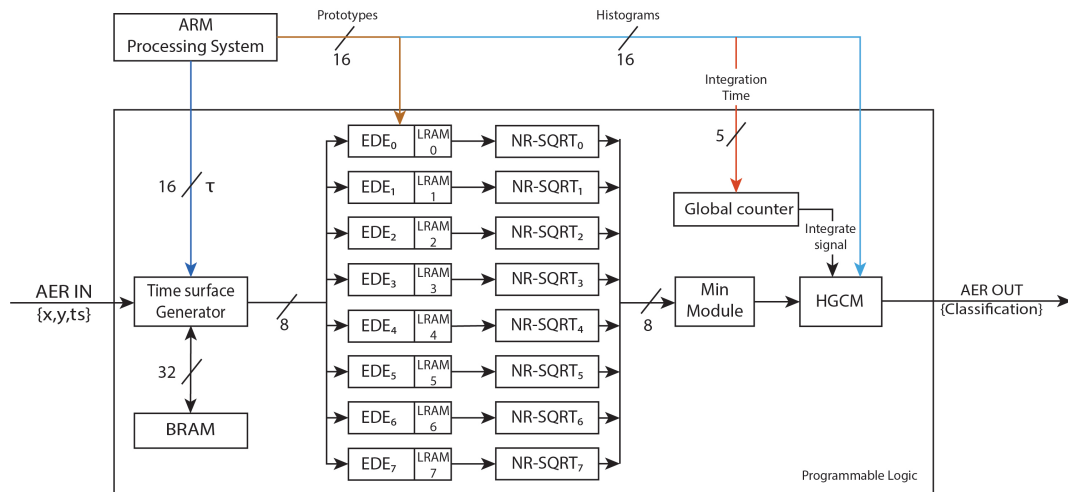 ARM
Processing System
Prototypes
16
Histograms
16
Integration
Time
5
16
τ
EDE₀
LRAM
0
NR-SQRT₀
EDE₁
LRAM
1
NR-SQRT₁
EDE₂
LRAM
2
NR-SQRT₂
EDE₃
LRAM
3
NR-SQRT₃
EDE₄
LRAM
4
NR-SQRT₄
EDE₅
LRAM
5
NR-SQRT₅
EDE₆
LRAM
6
NR-SQRT₆
EDE₇
LRAM
7
NR-SQRT₇
Global counter
Integrate
signal
AER IN
{x,y,ts}
Time surface
Generator
8
8
Min
Module
HGCM
AER OUT
{Classification}
32
BRAM
Programmable Logic